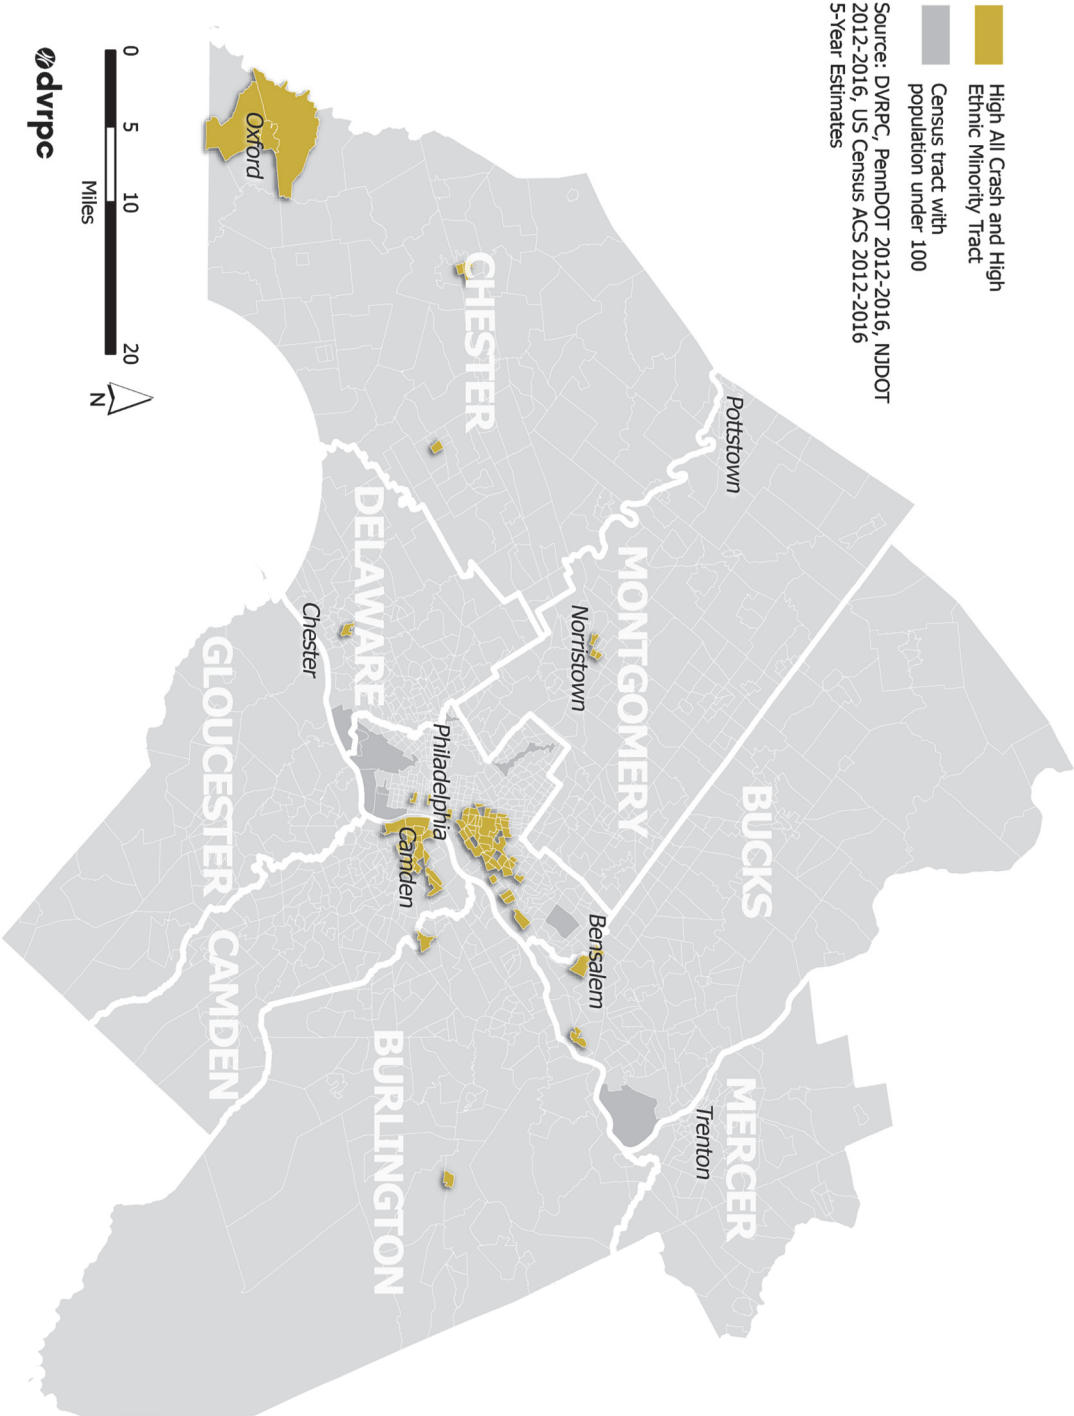 High All Crash and High
Ethnic Minority Tract
Census tract with
population under 100
Source: DVRPC, PennDOT 2012-2016, NJDOT
2012-2016, US Census ACS 2012-2016
5-Year Estimates
Pottstown
BUCKS
MERCER
Trenton
MONTGOMERY
Norristown
Bensalem
CHESTER
Philadelphia
Camden
BURLINGTON
DELAWARE
Chester
Oxford
GLOUCESTER
CAMDEN
0
5
10
20
Miles
N
dvrpc